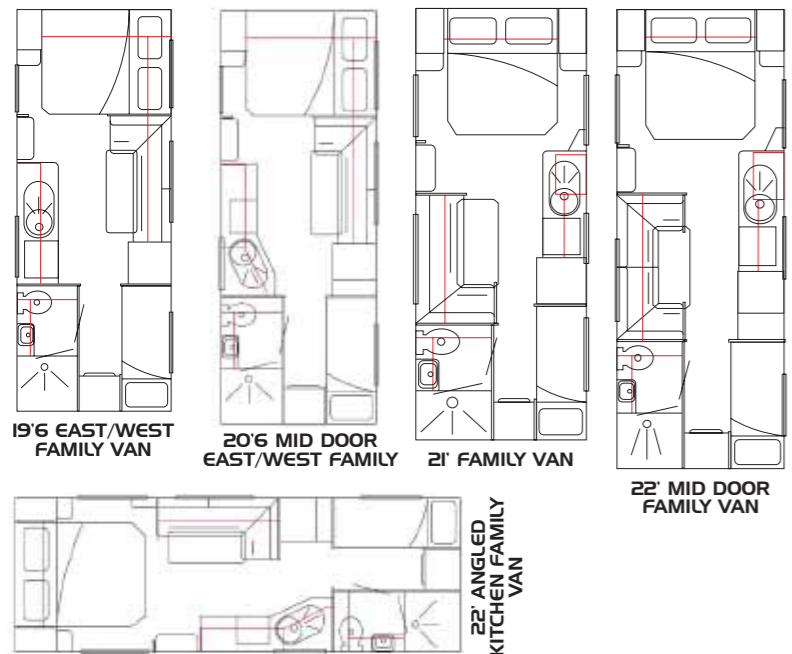 19'6 EAST/WEST
FAMILY VAN
20'6 MID DOOR
EAST/WEST FAMILY
21' FAMILY VAN
22' MID DOOR
FAMILY VAN
22' ANGLED
KITCHEN FAMILY
VAN